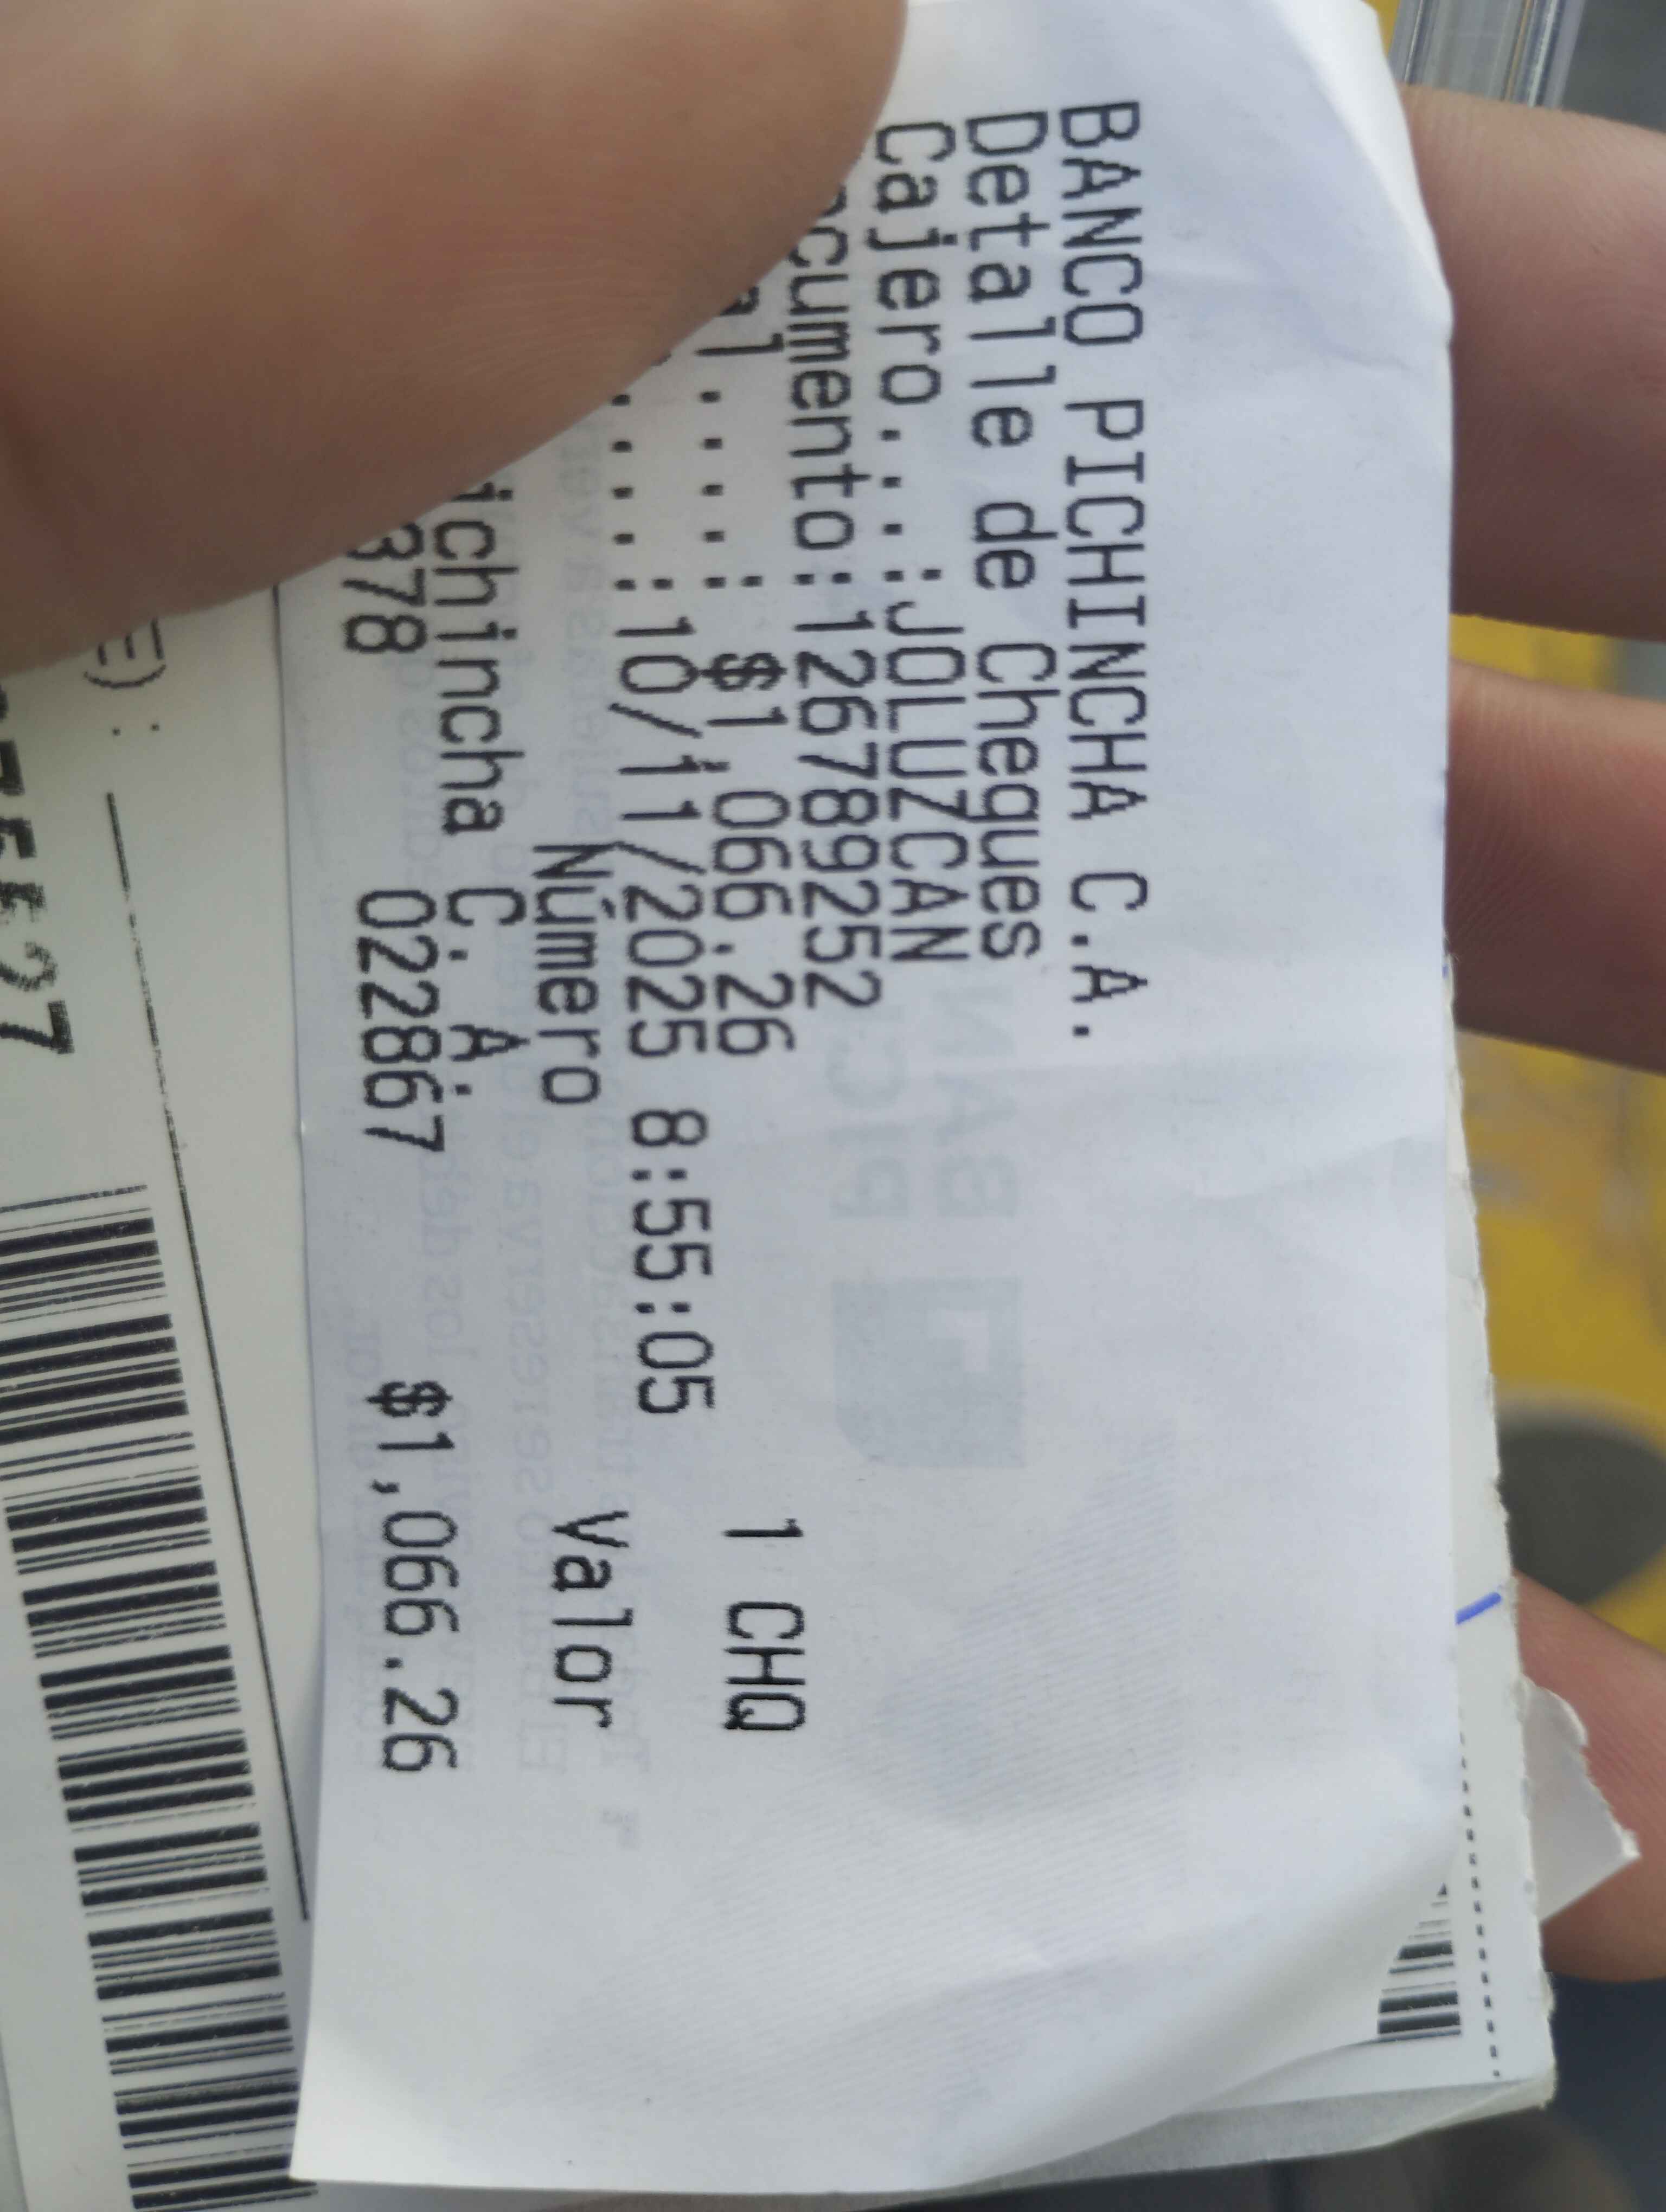 BANCO PICHINCHA C.A.
Detalle de Cheques
Cajero....:JOLUZCAN
cumento:126789252
al....: $1,066.26 1 CHQ
.....:10/11/2025 8:55:05
Número Valor
ichincha C. A.
378 022867 $1,066.26
E):